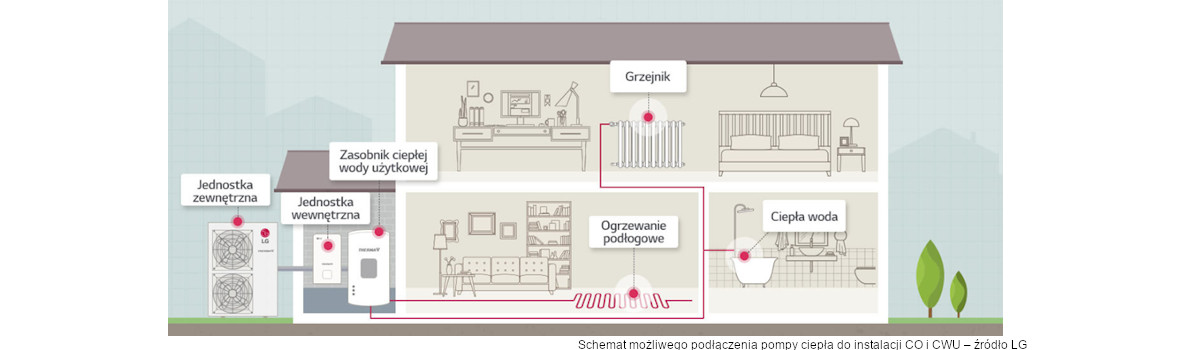 Grzejnik
Zasobnik ciepłej
wody użytkowej
Jednostka
zewnętrzna
Jednostka
wewnętrzna
Ciepła woda
Ogrzewanie
podłogowe
LG
Schemat możliwego podłączenia pompy ciepła do instalacji CO i CWU – źródło LG